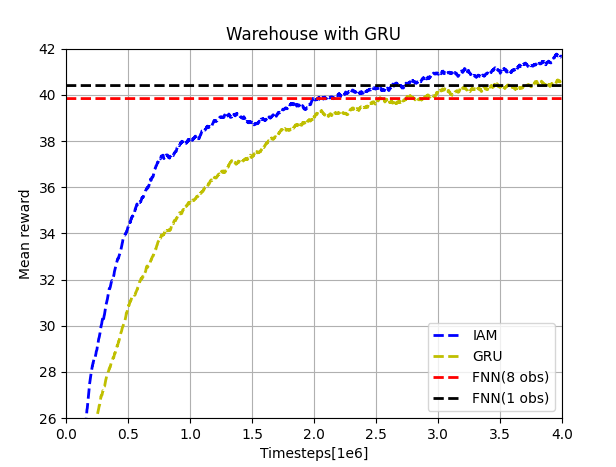 Warehouse with GRU
Mean reward
42
40
38
36
34
32
30
28
26
0.0 0.5 1.0 1.5 2.0 2.5 3.0 3.5 4.0
Timesteps[1e6]
IAM
GRU
FNN(8 obs)
FNN(1 obs)